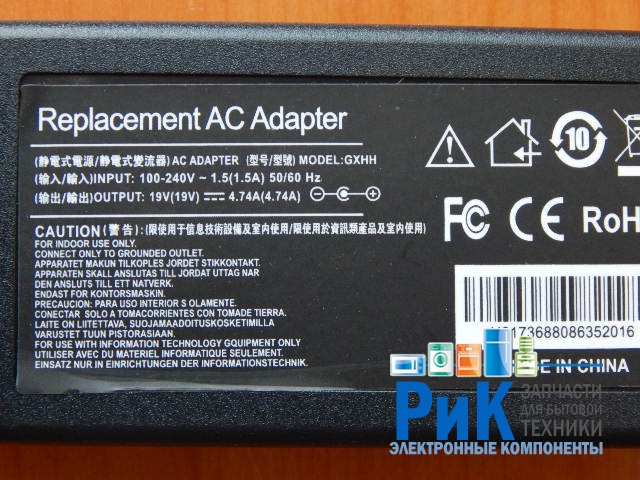 Replacement AC Adapter
(静電式電源/静電式變流器) AC ADAPTER (型号/型號) MODEL:GXHH
(输入/輸入)INPUT: 100-240V ~ 1.5(1.5A) 50/60 Hz
(输出/輸出)OUTPUT: 19V(19V) 4.74A(4.74A)
CAUTION (警告):(限使用于信息技術設備及室内使用/限使用於資訊類產品及室内使用)
FOR INDOOR USE ONLY.
CONNECT ONLY TO GROUNDED OUTLET.
APPARATET MAKUN TILKOPLES JORDET STIKKONTAKT.
APPARATEN SKALL ANSLUTAS TILL JORDAT UTTAG NAR
DEN ANSLUTS TILL ETT NATVERK.
ENDAST FOR KONTORSMASKIN.
PRECAUCION: PARA USO INTERIOR S OLAMENTE.
CONECTAR SOLO A TOMACORRIENTES CON TOMADE TIERRA.
LAITE ON LIITETTAVA, SUOJAMAADOITUSKOSKETIMILLA
VARUSTETUUN PISTORASIAAN.
FOR USE WITH INFORMATION TECHNOLOGY GQUIPMENT ONLY
UTILISER AVEC DU MATERIEL INFORMATIQUE SEULEMENT.
EINSATZ NUR IN EINRICHTUNGEN DER INFORMATIONSTECHNIK.
10
FC CE RoH
173688086352016
IN CHINA
РиК
ЗАПЧАСТИ
ДЛЯ БЫТОВОЙ
ТЕХНИКИ
ЭЛЕКТРОННЫЕ КОМПОНЕНТЫ